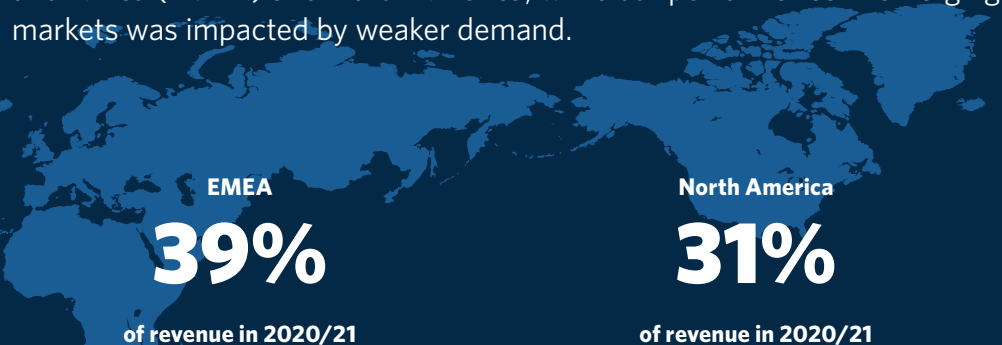 markets was impacted by weaker demand.
EMEA
39%
of revenue in 2020/21
North America
31%
of revenue in 2020/21